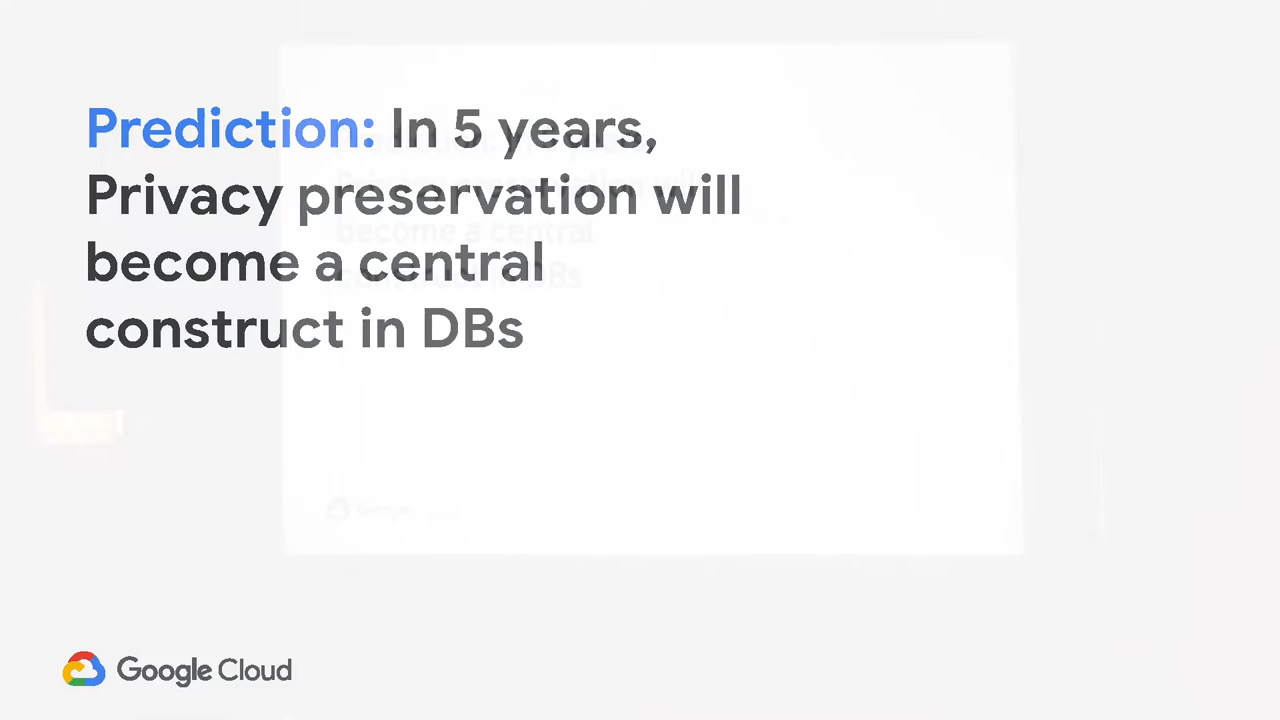 Prediction: In 5 years,
Privacy preservation will
become a central
construct in DBs
Google Cloud